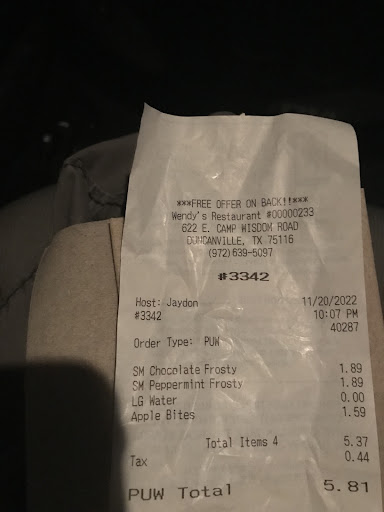 ***FREE OFFER ON BACK!!***
Wendy's Restaurant #00000233
622 E. CAMP WISDOM ROAD
DUNCANVILLE, TX 75116
(972)639-5097
#3342
Host: Jaydon 11/20/2022
#3342 10:07 PM
40287
Order Type: PUW
SM Chocolate Frosty 1.89
SM Peppermint Frosty 1.89
LG Water 0.00
Apple Bites 1.59
Total Items 4 5.37
Tax 0.44
PUW Total 5.81